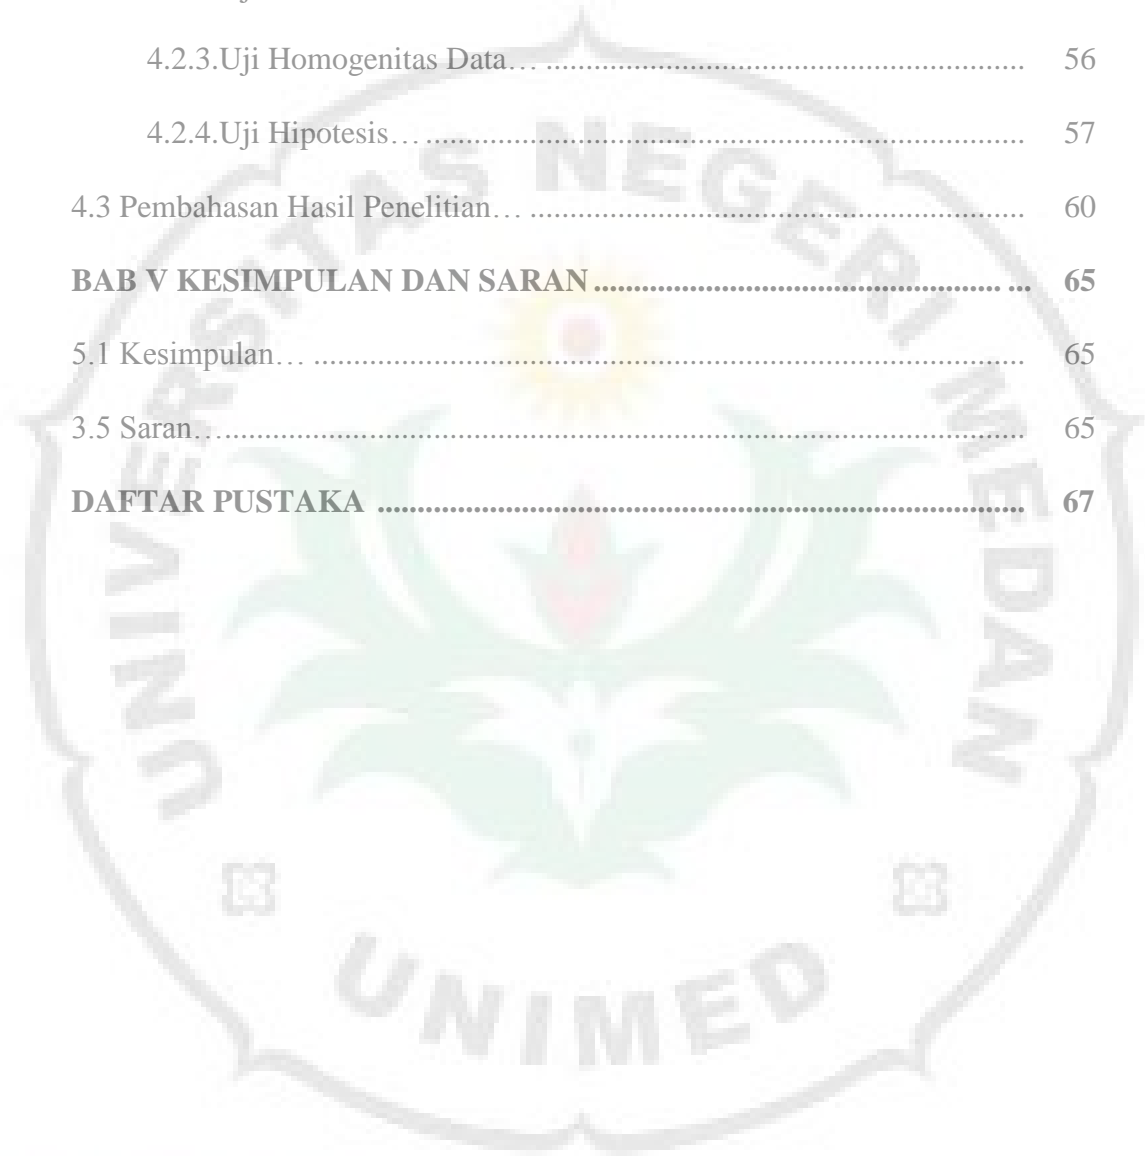 4.2.3.Uji Homogenitas Data… ............................................................ 56
4.2.4.Uji Hipotesis… ........................................................................... 57
4.3 Pembahasan Hasil Penelitian… .............................................................. 60
BAB V KESIMPULAN DAN SARAN................................................... ... 65
5.1 Kesimpulan… ......................................................................................... 65
3.5 Saran….................................................................................................... 65
DAFTAR PUSTAKA ................................................................................. 67
UNIVERSITAS NEGERI MEDAN
UNIMED